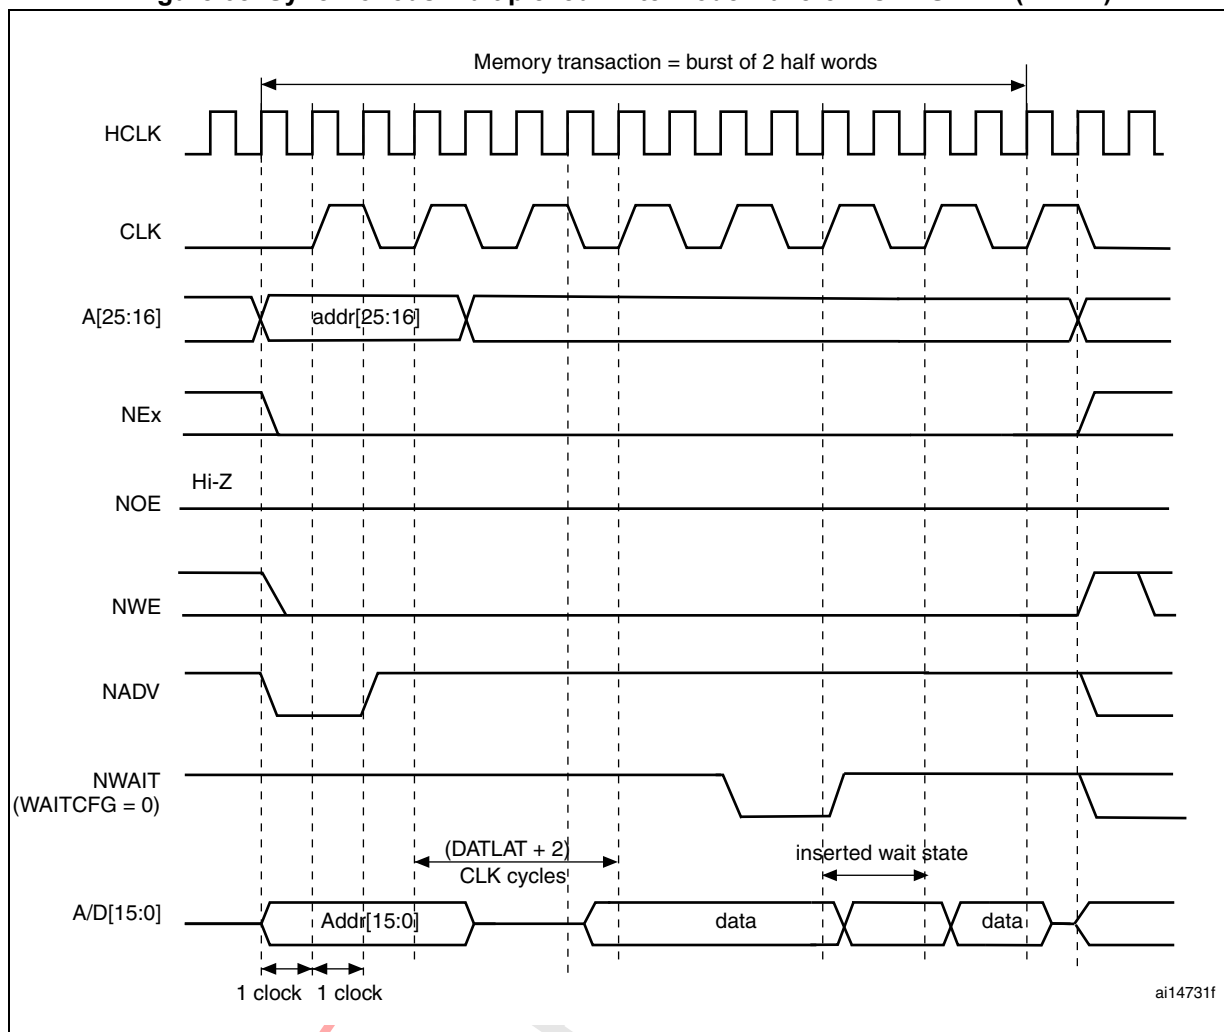 Memory transaction = burst of 2 half words
HCLK
CLK
A[25:16]
addr[25:16]
NEx
Hi-Z
NOE
NWE
NADV
NWAIT
(WAITCFG = 0)
(DATLAT + 2)
CLK cycles
inserted wait state
A/D[15:0]
Addr[15:0]
data
data
1 clock 1 clock
ai14731f